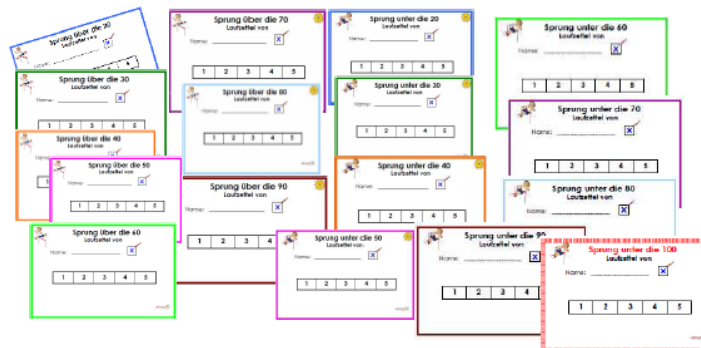 Sprung über die 20
Laufzettel von
Sprung über die 30
Laufzettel von
Name:
1 2 3 4 5
Sprung über die 40
Laufzettel von
Sprung über die 50
Laufzettel von
Name:
1 2 3 4 5
Sprung über die 60
Laufzettel von
Name:
1 2 3 4 5
Sprung über die 70
Laufzettel von
Name:
1 2 3 4 5
Sprung über die 80
Laufzettel von
Name:
1 2 3 4 5
Sprung über die 90
Laufzettel von
Name:
1 2 3 4
Sprung unter die 20
Laufzettel von
Name:
1 2 3 4 5
Sprung unter die 30
Laufzettel von
Name:
1 2 3 4 5
Sprung unter die 40
Laufzettel von
Name:
1 2 3 4 5
Sprung unter die 50
Laufzettel von
Name:
1 2 3 4 5
Sprung unter die 60
Laufzettel von
Name:
1 2 3 4 5
Sprung unter die 70
Laufzettel von
Name:
1 2 3 4 5
Sprung unter die 80
Laufzettel von
Name:
Sprung unter die 90
Laufzettel von
Name:
1 2 3 4
Sprung unter die 100
Laufzettel von
Name:
1 2 3 4 5